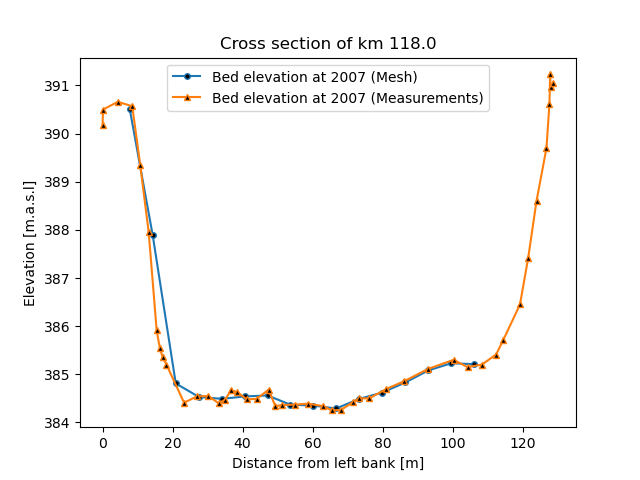 Cross section of km 118.0
Bed elevation at 2007 (Mesh)
Bed elevation at 2007 (Measurements)
Elevation [m.a.s.l]
391
390
389
388
387
386
385
384
0 20 40 60 80 100 120
Distance from left bank [m]